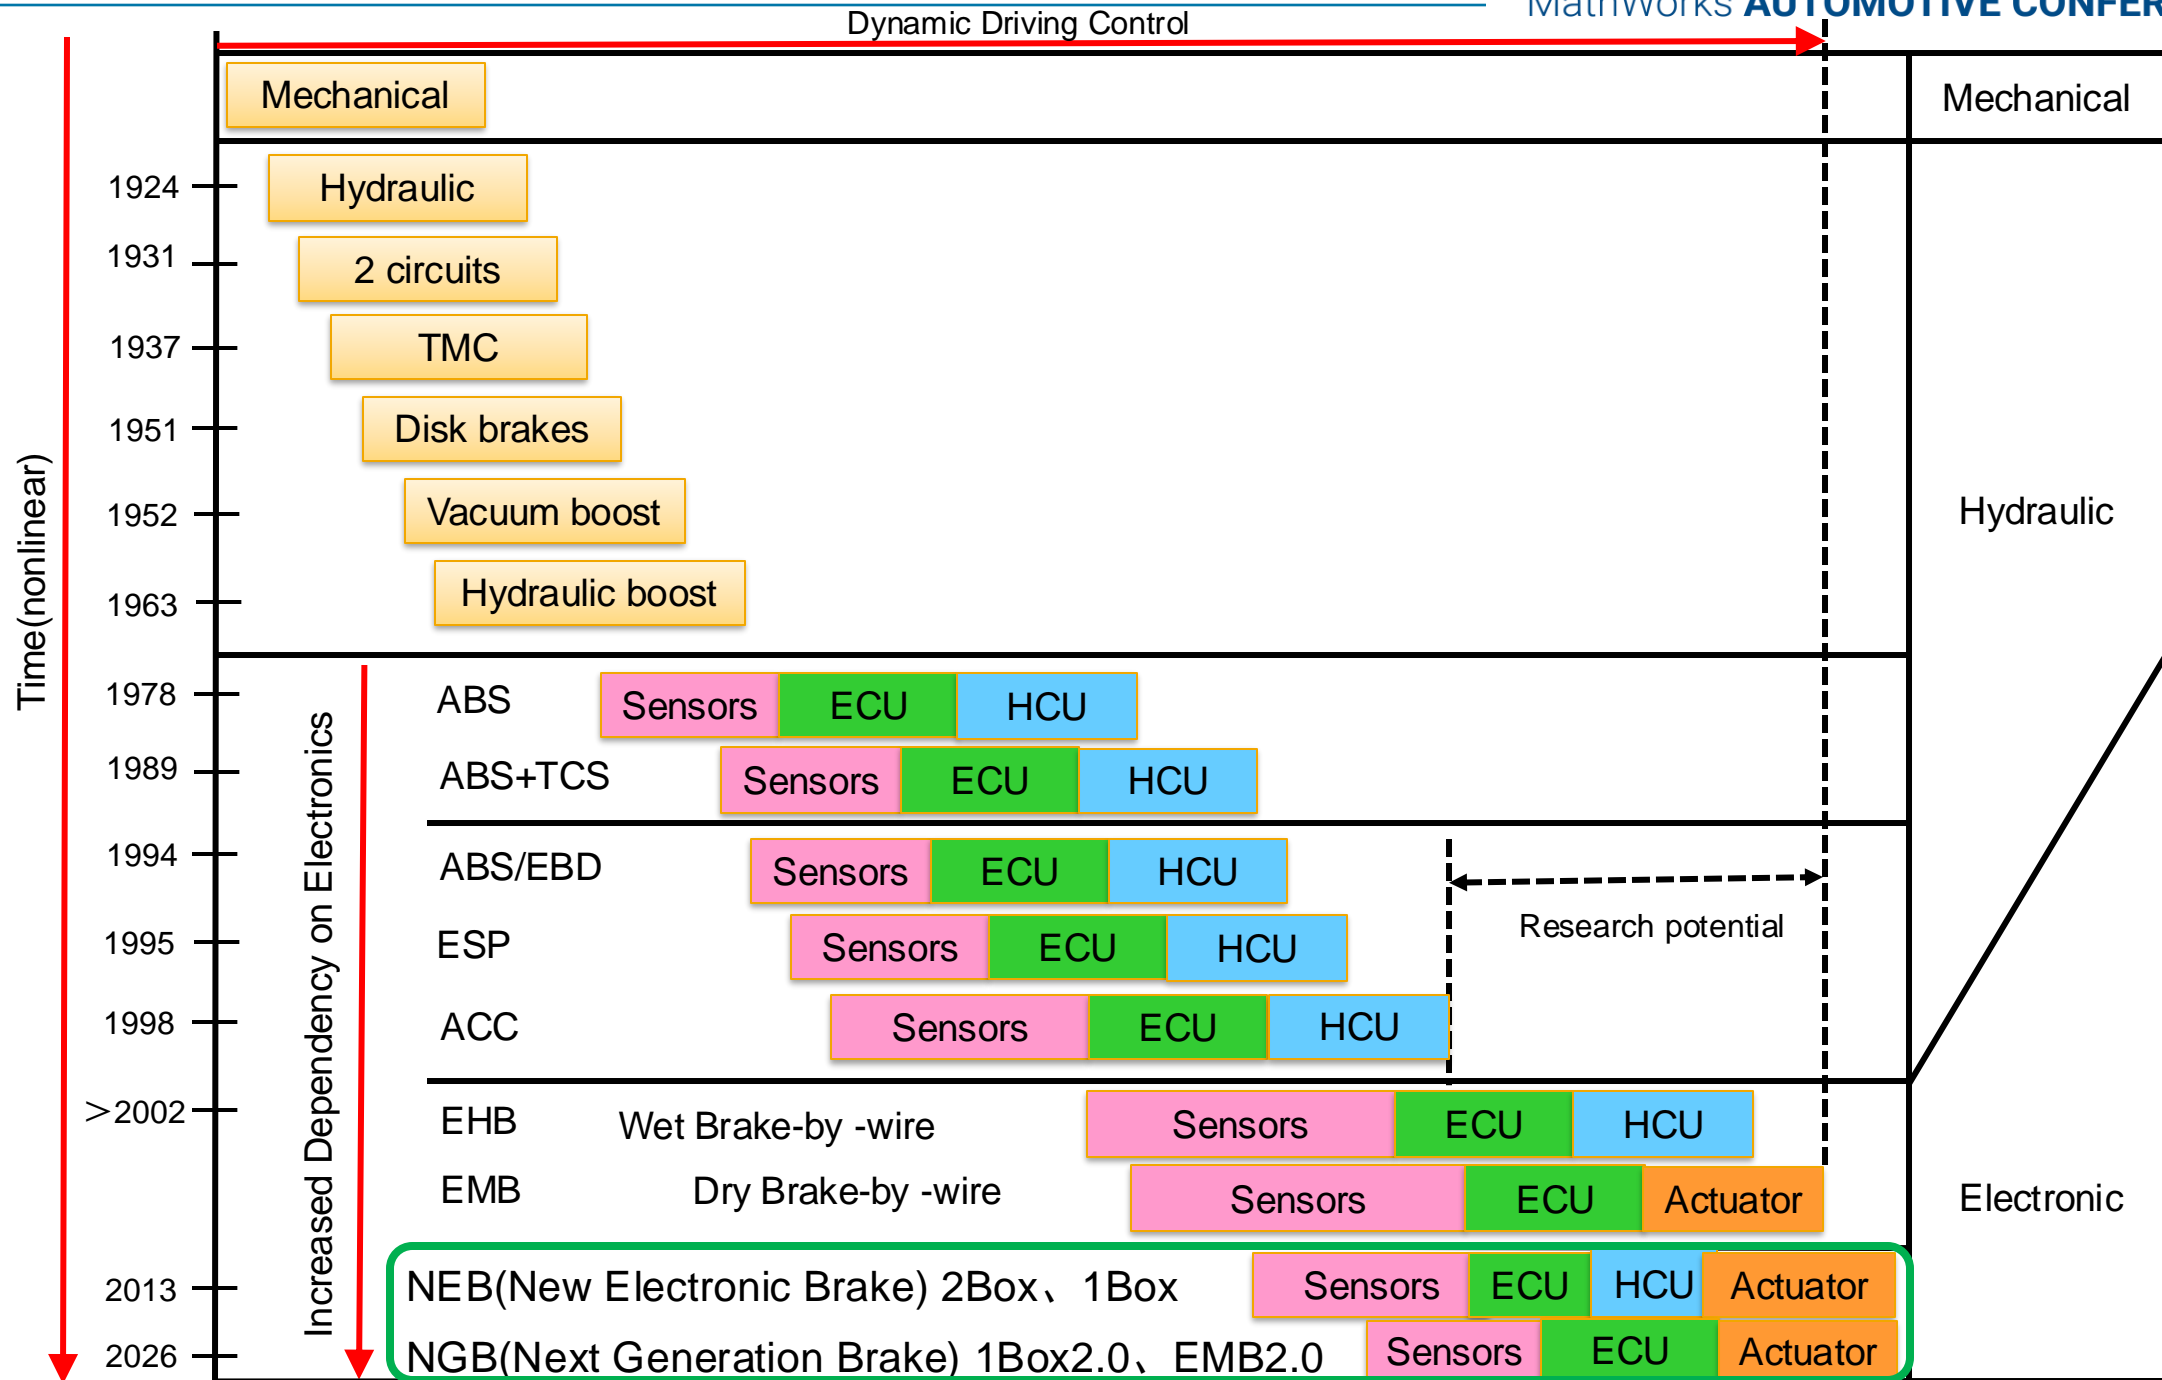 MathWorks AUTOMOTIVE CONFER
Dynamic Driving Control
Mechanical
Mechanical
1924
Hydraulic
1931
2 circuits
1937
TMC
1951
Disk brakes
1952
Vacuum boost
Hydraulic
1963
Hydraulic boost
Time(nonlinear)
Increased Dependency on Electronics
1978
ABS
Sensors
ECU
HCU
1989
ABS+TCS
Sensors
ECU
HCU
1994
ABS/EBD
Sensors
ECU
HCU
Research potential
1995
ESP
Sensors
ECU
HCU
1998
ACC
Sensors
ECU
HCU
>2002
EHB
Wet Brake-by -wire
Sensors
ECU
HCU
EMB
Dry Brake-by -wire
Sensors
ECU
Actuator
Electronic
2013
NEB(New Electronic Brake) 2Box、1Box
Sensors
ECU
HCU
Actuator
2026
NGB(Next Generation Brake) 1Box2.0、EMB2.0
Sensors
ECU
Actuator